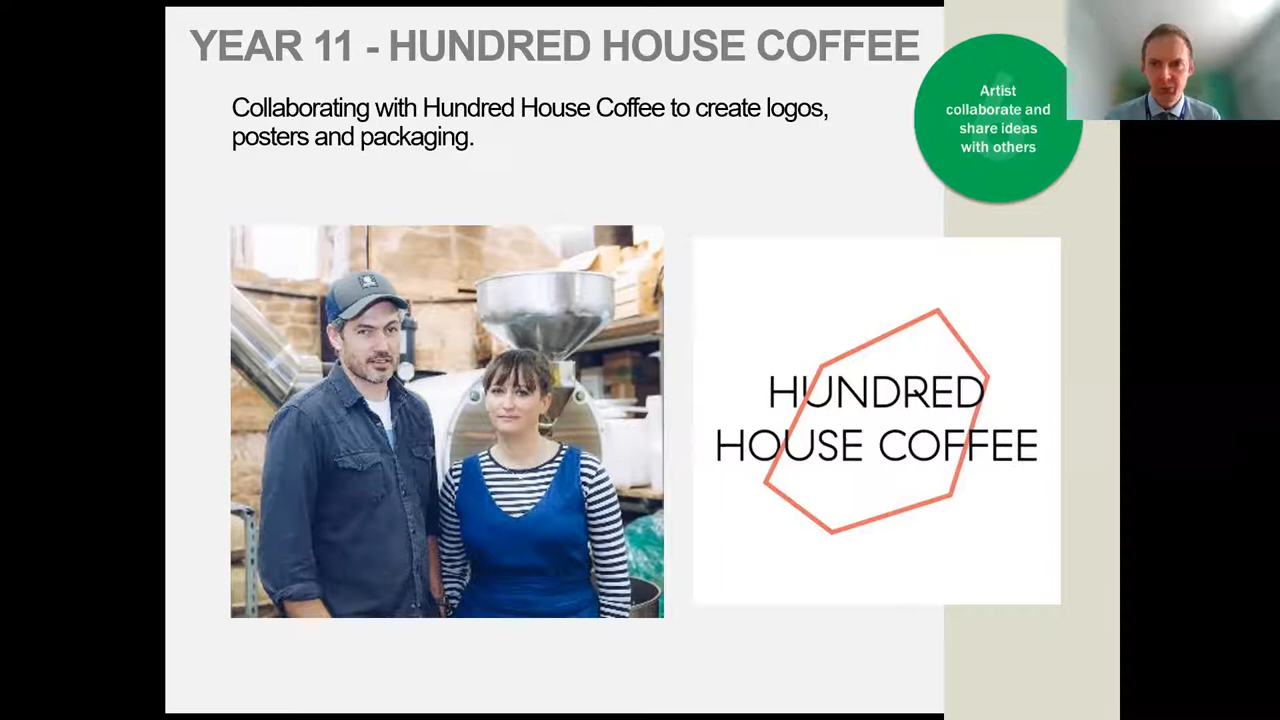 YEAR 11 - HUNDRED HOUSE COFFEE
Collaborating with Hundred House Coffee to create logos,
posters and packaging.
Artist
collaborate and
share ideas
with others
HUNDRED
HOUSE COFFEE